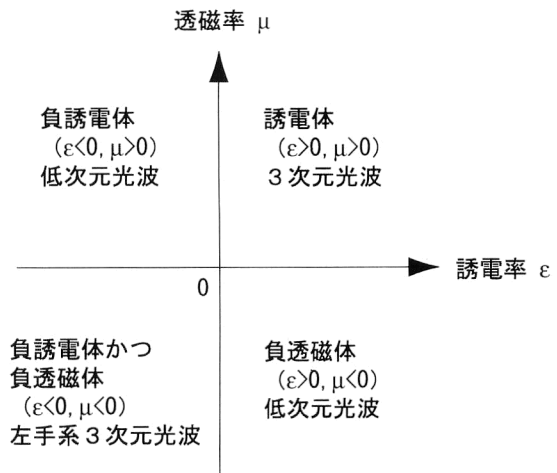 透磁率 μ
負誘電体
(ε<0, μ>0)
低次元光波
誘電体
(ε>0, μ>0)
３次元光波
誘電率 ε
0
負誘電体かつ
負透磁体
(ε<0, μ<0)
左手系３次元光波
負透磁体
(ε>0, μ<0)
低次元光波